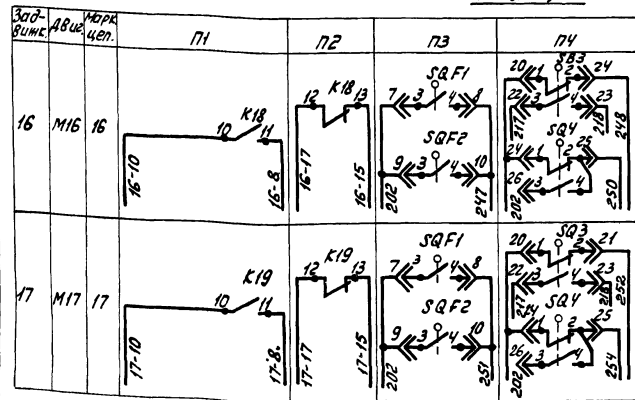 Зад-вижк. Двиг. Марк. цеп. П1 П2 П3 П4
16 М16 16
10 К18 11
16-10 16-8
12 К18 13
16-17 16-15
SQF1
7 3 4 8
SQF2
9 3 4 10
202 247
SB3
20 1 2 24
22 3 4 23
217 218 248
SQ4
24 1 2 25
26 3 4
202 250
17 М17 17
10 К19 11
17-10 17-8.
12 К19 13
17-17 17-15
SQF1
7 3 4 8
SQF2
9 3 4 10
202 251
SQ3
20 1 2 21
22 3 4 23
217 252
SQ4
24 1 2 25
26 3 4
202 254